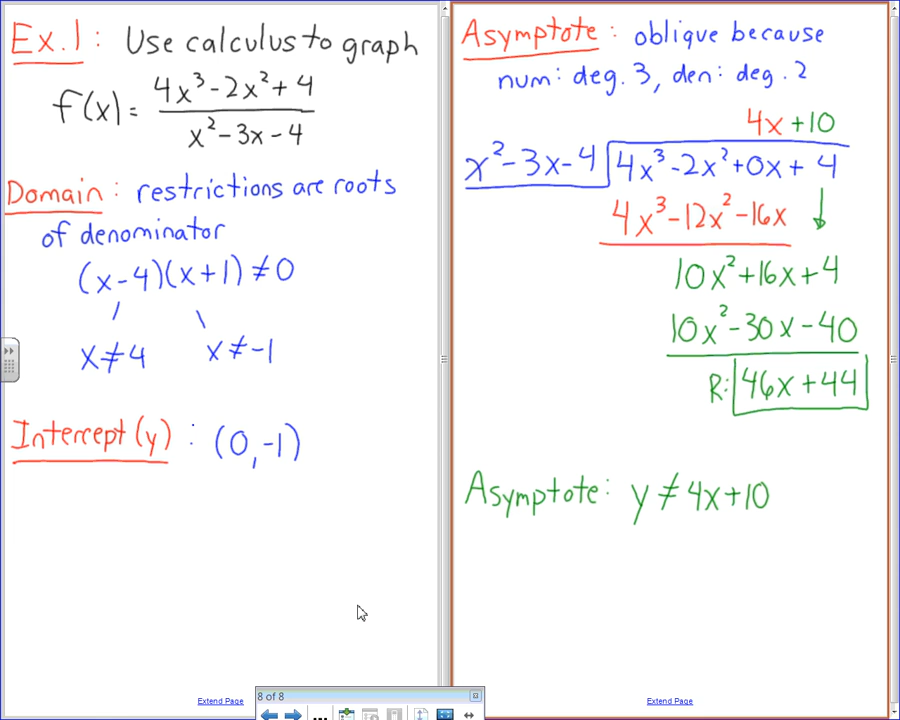 Ex.1: Use calculus to graph
f(x) = 4x³ - 2x² + 4
x² - 3x - 4
Domain: restrictions are roots
of denominator
(x-4)(x+1) ≠ 0
x ≠ 4 x ≠ -1
Intercept (y): (0, -1)
Extend Page
8 of 8
Asymptote: oblique because
num: deg. 3, den: deg. 2
4x + 10
x² - 3x - 4 4x³ - 2x² + 0x + 4
4x³ - 12x² - 16x
10x² + 16x + 4
10x² - 30x - 40
R: 46x + 44
Asymptote: y ≠ 4x + 10
Extend Page